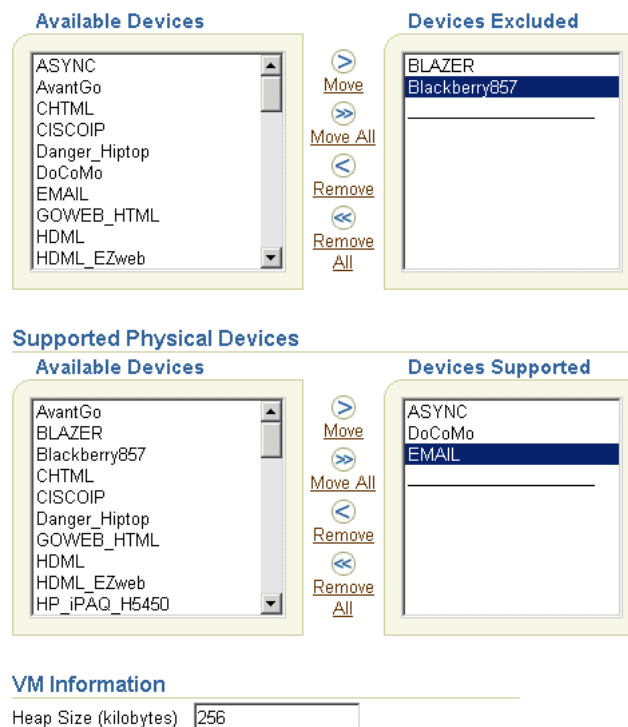 Available Devices
Devices Excluded
ASYNC
AvantGo
CHTML
CISCOIP
Danger_Hiptop
DoCoMo
EMAIL
GOWEB_HTML
HDML
HDML_EZweb
Move
Move All
Remove
Remove
All
BLAZER
Blackberry857
Supported Physical Devices
Available Devices
Devices Supported
AvantGo
BLAZER
Blackberry857
CHTML
CISCOIP
Danger_Hiptop
GOWEB_HTML
HDML
HDML_EZweb
HP_iPAQ_H5450
Move
Move All
Remove
Remove
All
ASYNC
DoCoMo
EMAIL
VM Information
Heap Size (kilobytes) 256